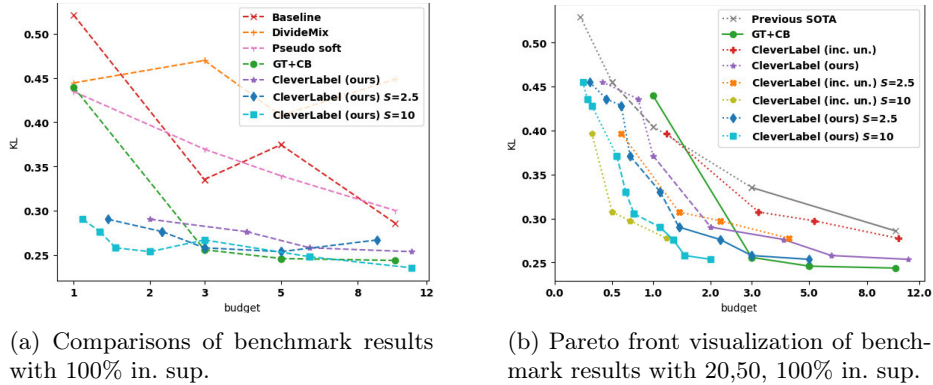 Baseline
DivideMix
Pseudo soft
GT+CB
CleverLabel (ours)
CleverLabel (ours) S=2.5
CleverLabel (ours) S=10
0.50
0.45
0.40
0.35
0.30
0.25
KL
1
2
3
5
10
12
budget
Previous SOTA
GT+CB
CleverLabel (inc. un.)
CleverLabel (ours)
CleverLabel (inc. un.) S=2.5
CleverLabel (inc. un.) S=10
CleverLabel (ours) S=2.5
CleverLabel (ours) S=10
0.50
0.45
0.40
0.35
0.30
0.25
KL
0.0
0.5
1.0
2.0
3.0
5.0
10.0
12.0
budget
(a) Comparisons of benchmark results
with 100% in. sup.
(b) Pareto front visualization of bench-
mark results with 20,50, 100% in. sup.